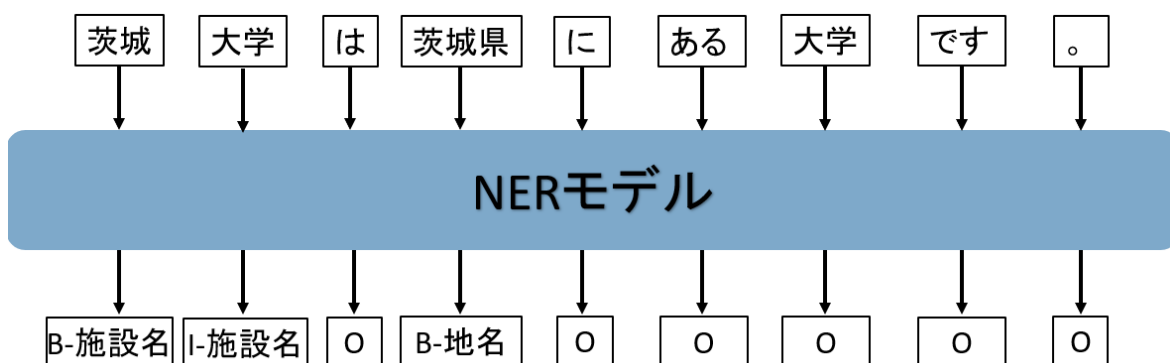 茨城 大学 は 茨城県 に ある 大学 です 。
NERモデル
B-施設名 I-施設名 O B-地名 O O O O O